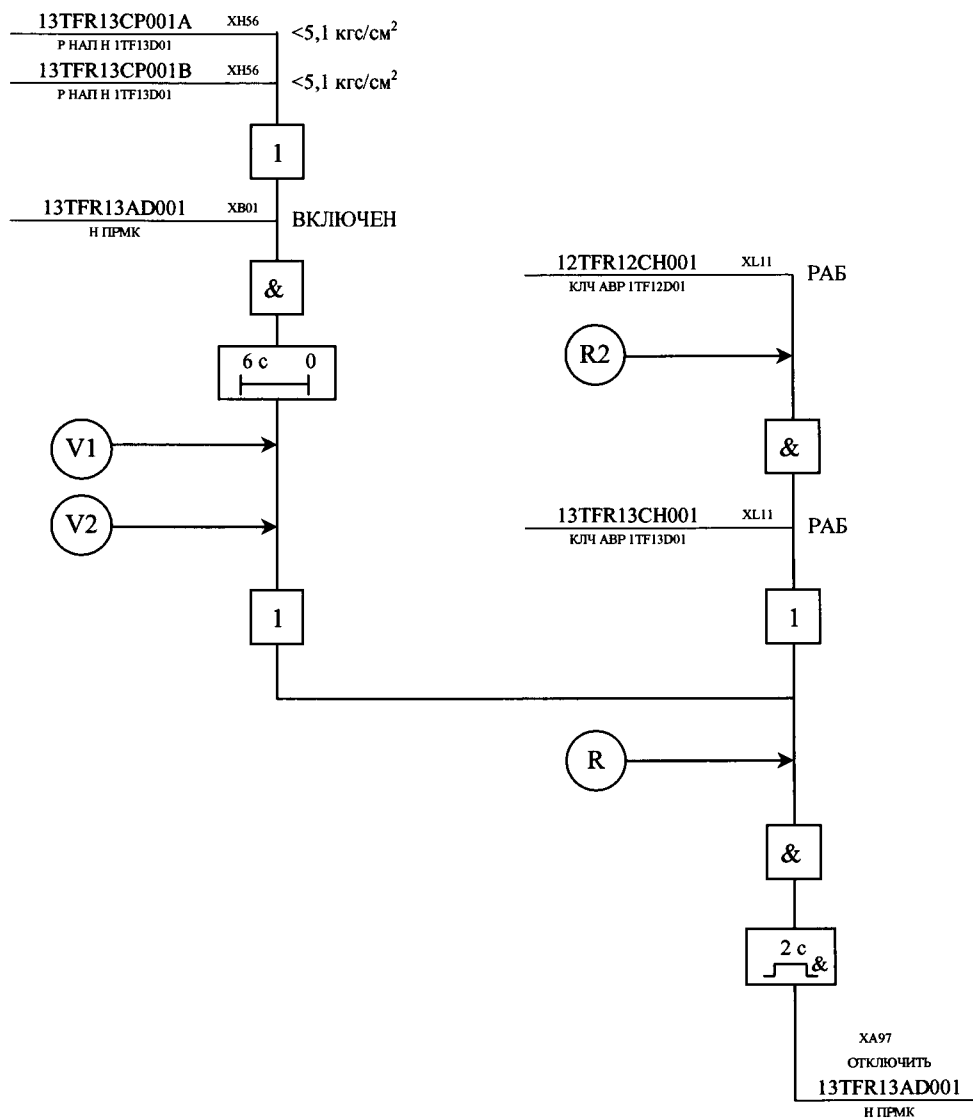 13TFR13CP001A XH56 <5,1 кгс/см²
Р НАП Н 1TF13D01
13TFR13CP001B XH56 <5,1 кгс/см²
Р НАП Н 1TF13D01
1
13TFR13AD001 XB01 ВКЛЮЧЕН
Н ПРМК
&
6 с 0
V1
V2
1
12TFR12CH001 XL11 РАБ
КЛЧ АВР 1TF12D01
R2
&
13TFR13CH001 XL11 РАБ
КЛЧ АВР 1TF13D01
1
R
&
2 с
&
XA97
ОТКЛЮЧИТЬ
13TFR13AD001
Н ПРМК